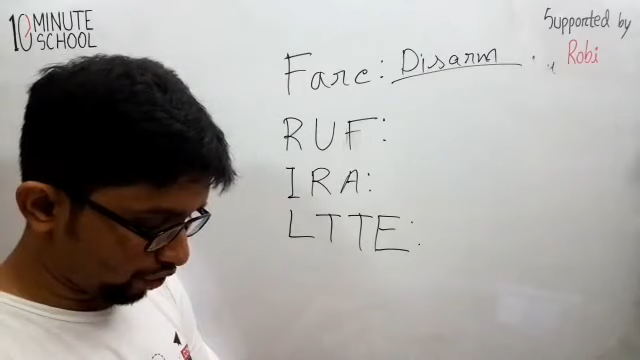 10 MINUTE SCHOOL
Supported by
Robi
Farc: Disarm
RUF:
IRA:
LTTE: